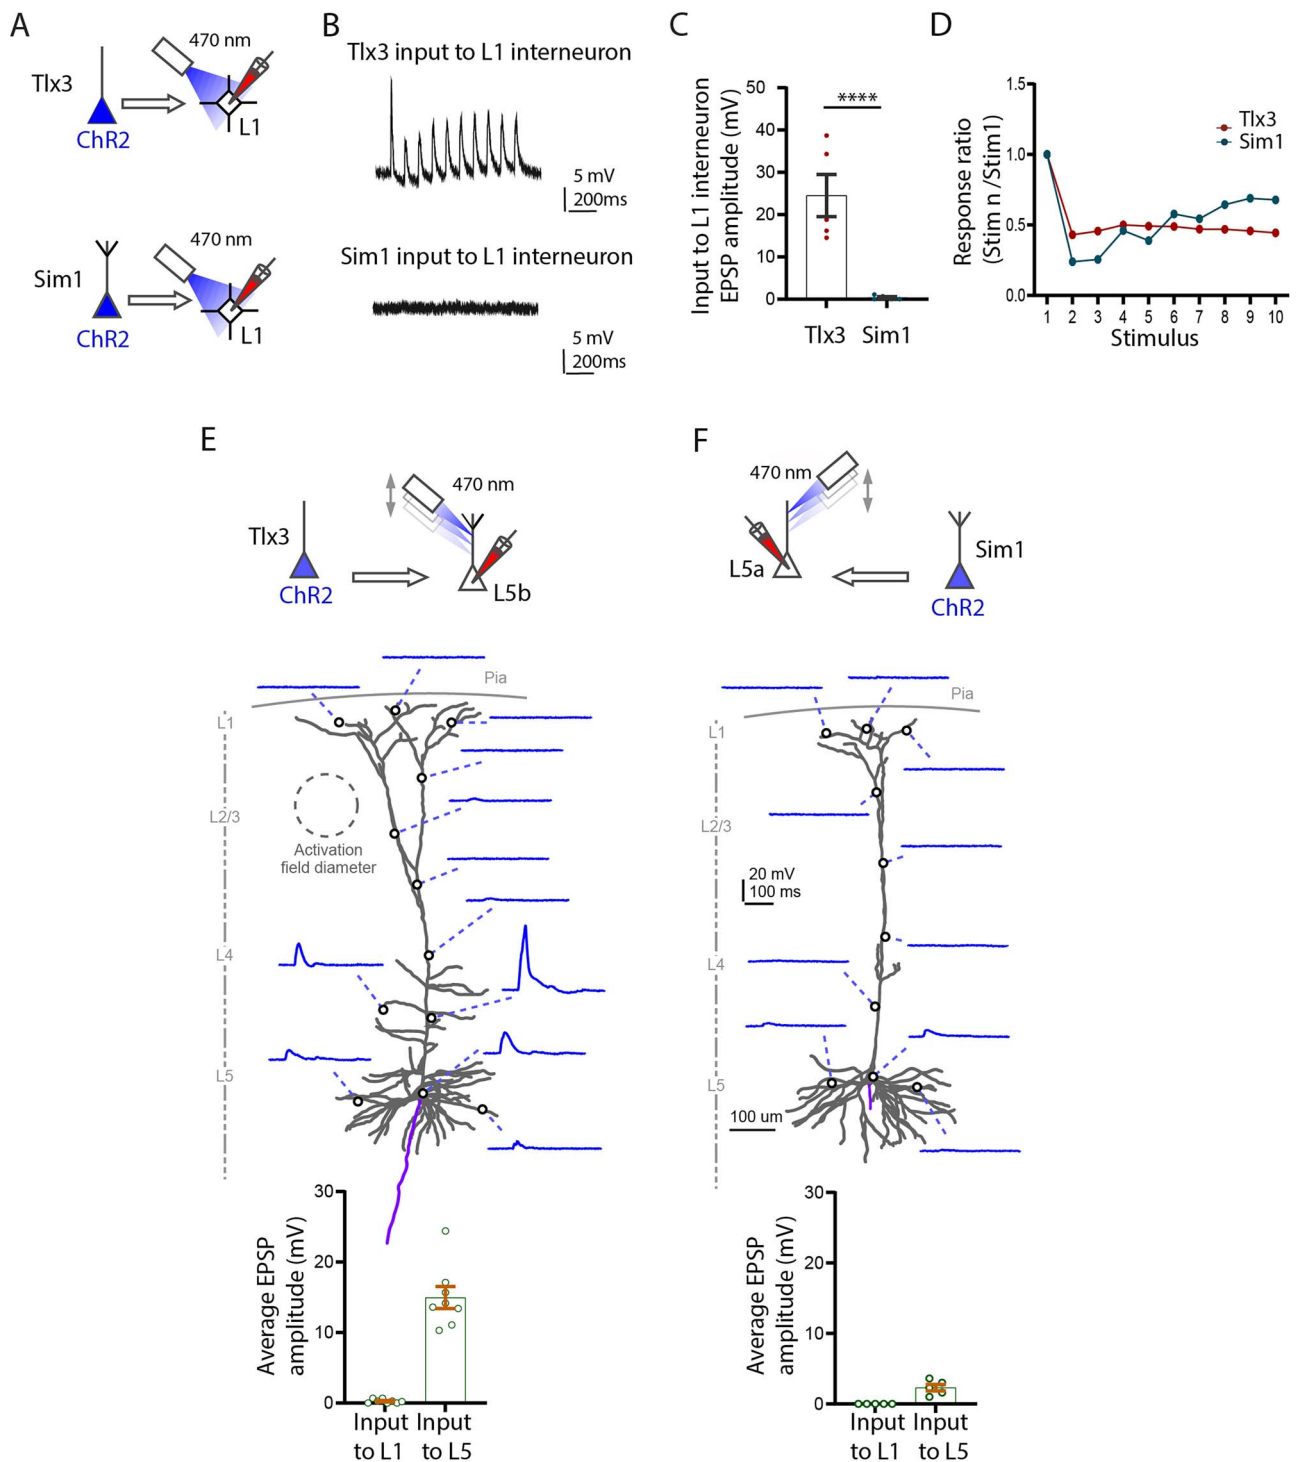 A
470 nm
Tlx3
ChR2
L1
470 nm
Sim1
ChR2
L1
B
Tlx3 input to L1 interneuron
5 mV
200ms
Sim1 input to L1 interneuron
5 mV
200ms
C
Input to L1 interneuron
EPSP amplitude (mV)
50
40
30
20
10
0
****
Tlx3 Sim1
D
Response ratio
(Stim n /Stim1)
1.5
1.0
0.5
0.0
Tlx3
Sim1
1 2 3 4 5 6 7 8 9 10
Stimulus
E
470 nm
Tlx3
ChR2
L5b
Pia
L1
L2/3
Activation
field diameter
L4
L5
Average EPSP
amplitude (mV)
30
20
10
0
Input
to L1
Input
to L5
F
470 nm
L5a
Sim1
ChR2
Pia
L1
L2/3
20 mV
100 ms
L4
L5
100 um
Average EPSP
amplitude (mV)
30
20
10
0
Input
to L1
Input
to L5